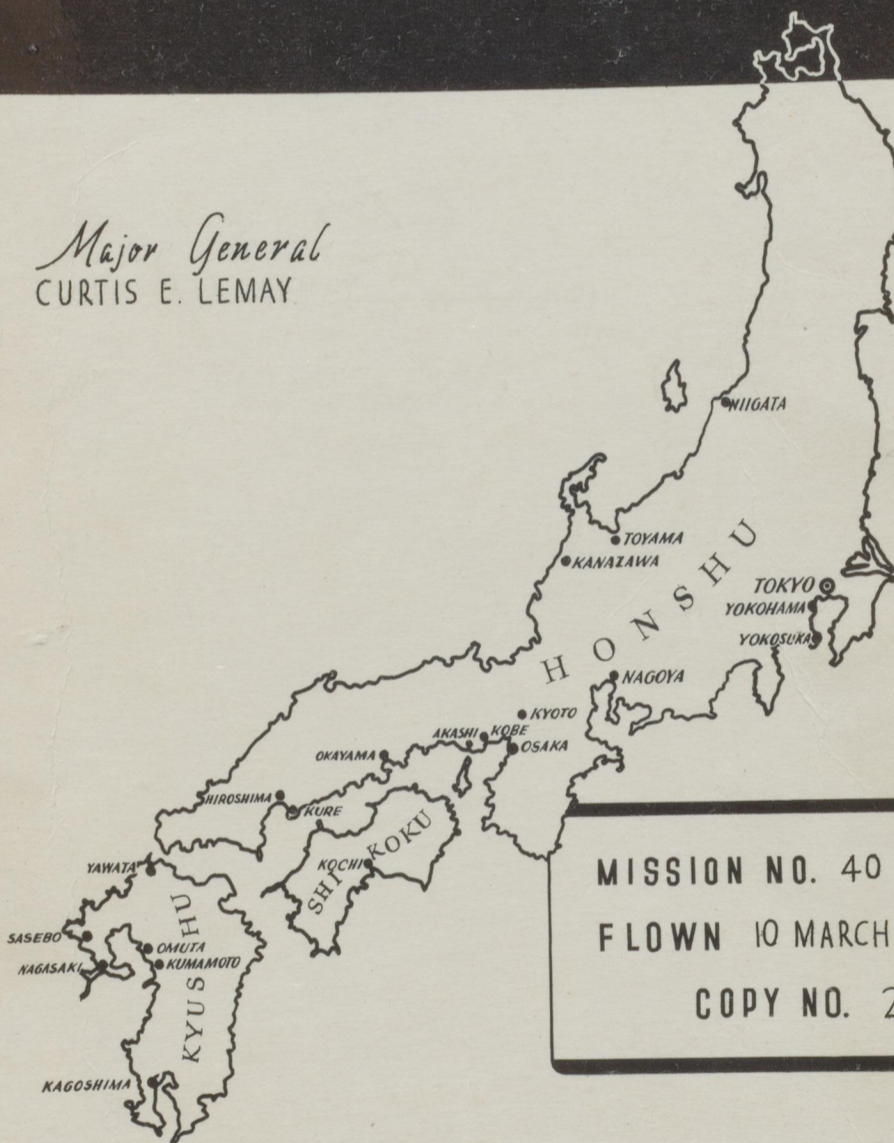 Major General
CURTIS E. LEMAY
NIIGATA
TOYAMA
KANAZAWA
HONSHU
TOKYO
YOKOHAMA
YOKOSUKA
NAGOYA
KYOTO
AKASHI
KOBE
OSAKA
OKAYAMA
HIROSHIMA
KURE
SHIKOKU
KOCHI
YAWATA
KYUSHU
SASEBO
OMUTA
NAGASAKI
KUMAMOTO
KAGOSHIMA
MISSION NO. 40
FLOWN 10 MARCH
COPY NO. 2